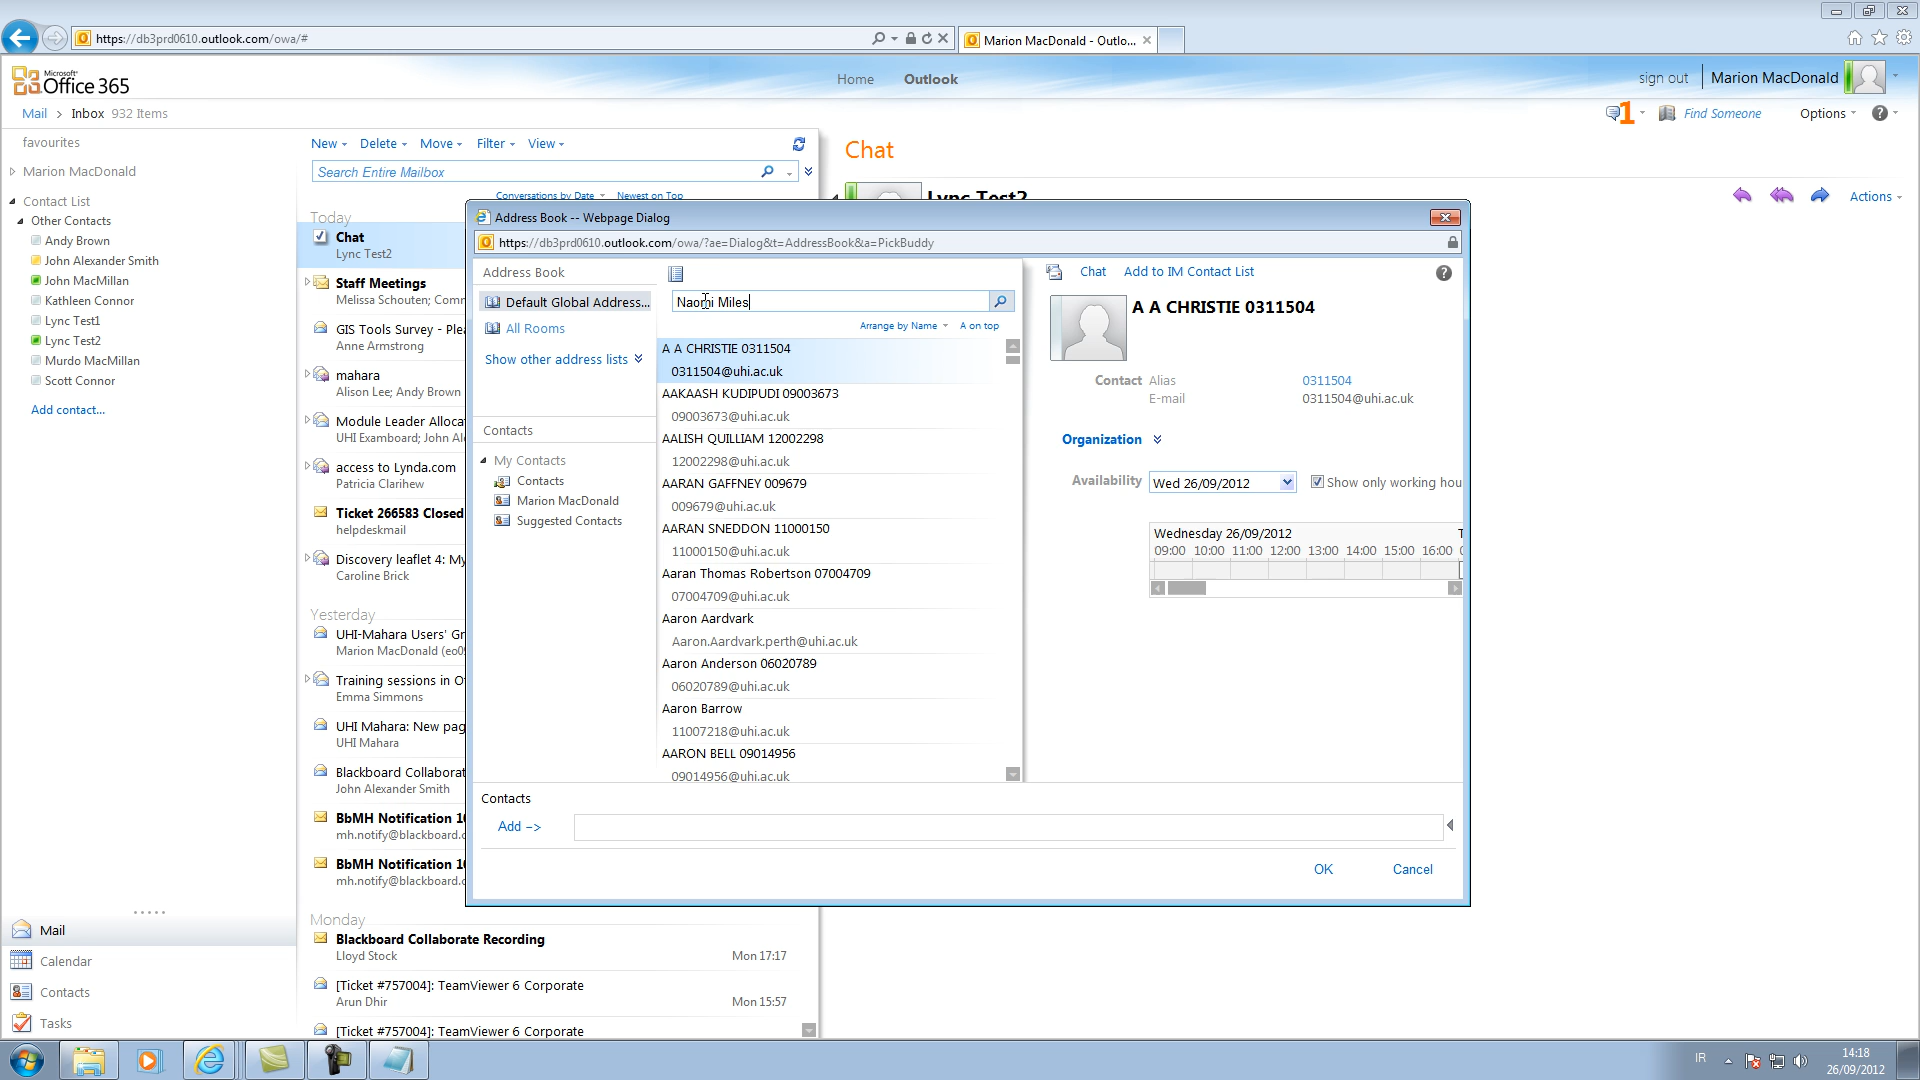 https://db3prd0610.outlook.com/owa/#
Marion MacDonald - Outlo...
Microsoft
Office 365
Home
Outlook
sign out
Marion MacDonald
Mail > Inbox 932 Items
1
Find Someone
Options
favourites
Marion MacDonald
Contact List
Other Contacts
Andy Brown
John Alexander Smith
John MacMillan
Kathleen Connor
Lync Test1
Lync Test2
Murdo MacMillan
Scott Connor
Add contact...
Mail
Calendar
Contacts
Tasks
New
Delete
Move
Filter
View
Search Entire Mailbox
Conversations by Date
Newest on Top
Today
Chat
Lync Test2
Staff Meetings
Melissa Schouten; Comm
GIS Tools Survey - Ple
Anne Armstrong
mahara
Alison Lee; Andy Brown
Module Leader Alloca
UHI Examboard; John Al
access to Lynda.com
Patricia Clarihew
Ticket 266583 Closed
helpdeskmail
Discovery leaflet 4: My
Caroline Brick
Yesterday
UHI-Mahara Users' Gr
Marion MacDonald (eo0
Training sessions in O
Emma Simmons
UHI Mahara: New pag
UHI Mahara
Blackboard Collaborat
John Alexander Smith
BbMH Notification 10
mh.notify@blackboard.c
BbMH Notification 10
mh.notify@blackboard.c
Monday
Blackboard Collaborate Recording
Lloyd Stock
Mon 17:17
[Ticket #757004]: TeamViewer 6 Corporate
Arun Dhir
Mon 15:57
[Ticket #757004]: TeamViewer 6 Corporate
Chat
Lync Test2
Actions
Address Book -- Webpage Dialog
https://db3prd0610.outlook.com/owa/?ae=Dialog&t=AddressBook&a=PickBuddy
Address Book
Default Global Address...
All Rooms
Show other address lists
Contacts
My Contacts
Contacts
Marion MacDonald
Suggested Contacts
Naomi Miles
Arrange by Name
A on top
A A CHRISTIE 0311504
0311504@uhi.ac.uk
AAKAASH KUDIPUDI 09003673
09003673@uhi.ac.uk
AALISH QUILLIAM 12002298
12002298@uhi.ac.uk
AARAN GAFFNEY 009679
009679@uhi.ac.uk
AARAN SNEDDON 11000150
11000150@uhi.ac.uk
Aaran Thomas Robertson 07004709
07004709@uhi.ac.uk
Aaron Aardvark
Aaron.Aardvark.perth@uhi.ac.uk
Aaron Anderson 06020789
06020789@uhi.ac.uk
Aaron Barrow
11007218@uhi.ac.uk
AARON BELL 09014956
09014956@uhi.ac.uk
Chat
Add to IM Contact List
A A CHRISTIE 0311504
Contact Alias 0311504
E-mail 0311504@uhi.ac.uk
Organization
Availability Wed 26/09/2012
Show only working hou
Wednesday 26/09/2012
T
09:00 10:00 11:00 12:00 13:00 14:00 15:00 16:00
Contacts
Add ->
OK
Cancel
IR
14:18
26/09/2012